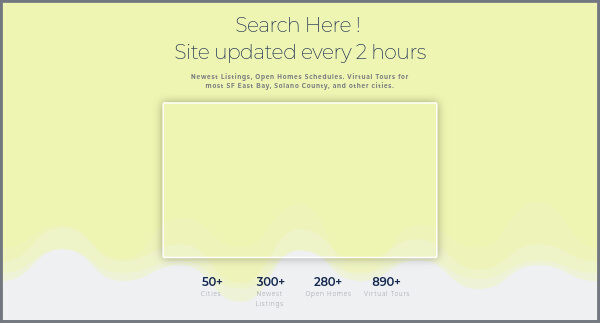 Search Here !
Site updated every 2 hours
Newest Listings, Open Homes Schedules. Virtual Tours for
most SF East Bay, Solano County, and other cities.
50+ 300+ 280+ 890+
Cities Newest Open Homes Virtual Tours
Listings